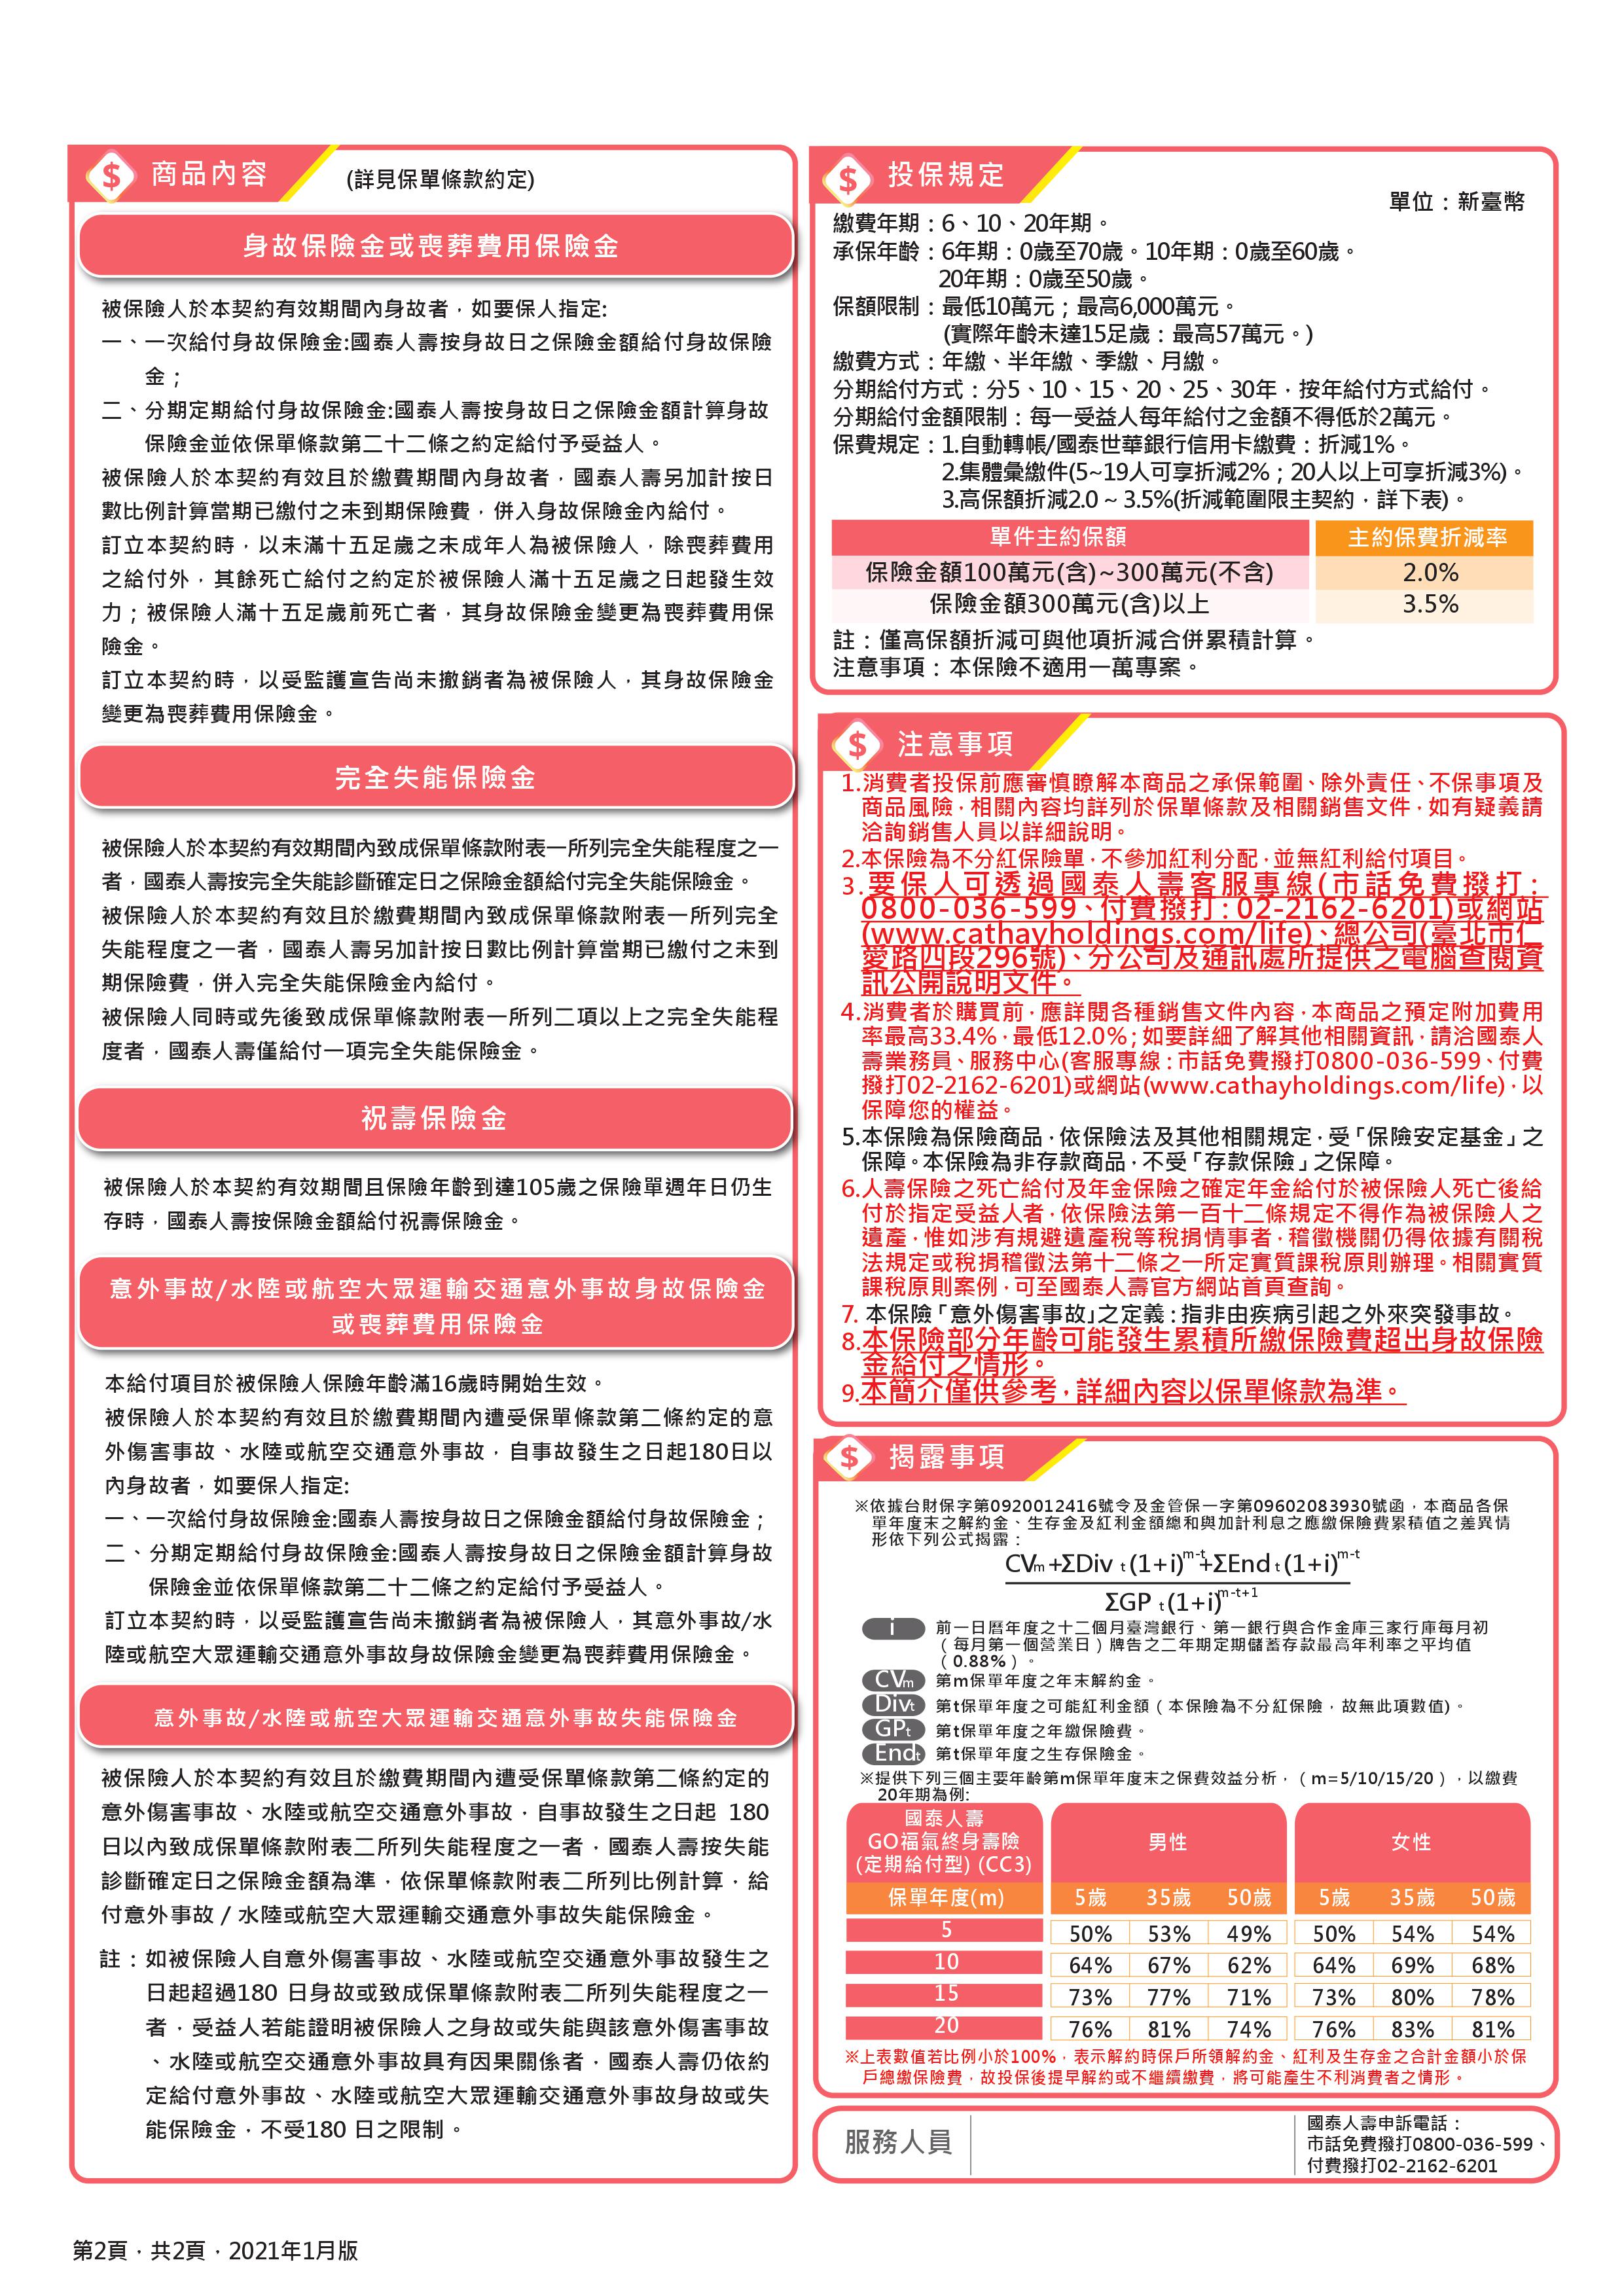 商品內容
(詳見保單條款約定)
身故保險金或喪葬費用保險金
被保險人於本契約有效期間內身故者，如要保人指定:
一、一次給付身故保險金:國泰人壽按身故日之保險金額給付身故保險
金；
二、分期定期給付身故保險金:國泰人壽按身故日之保險金額計算身故
保險金並依保單條款第二十二條之約定給付予受益人。
被保險人於本契約有效且於繳費期間內身故者，國泰人壽另加計按日
數比例計算當期已繳付之未到期保險費，併入身故保險金內給付。
訂立本契約時，以未滿十五足歲之未成年人為被保險人，除喪葬費用
之給付外，其餘死亡給付之約定於被保險人滿十五足歲之日起發生效
力；被保險人滿十五足歲前死亡者，其身故保險金變更為喪葬費用保
險金。
訂立本契約時，以受監護宣告尚未撤銷者為被保險人，其身故保險金
變更為喪葬費用保險金。
完全失能保險金
被保險人於本契約有效期間內致成保單條款附表一所列完全失能程度之一
者，國泰人壽按完全失能診斷確定日之保險金額給付完全失能保險金。
被保險人於本契約有效且於繳費期間內致成保單條款附表一所列完全
失能程度之一者，國泰人壽另加計按日數比例計算當期已繳付之未到
期保險費，併入完全失能保險金內給付。
被保險人同時或先後致成保單條款附表一所列二項以上之完全失能程
度者，國泰人壽僅給付一項完全失能保險金。
祝壽保險金
被保險人於本契約有效期間且保險年齡到達105歲之保險單週年日仍生
存時，國泰人壽按保險金額給付祝壽保險金。
意外事故/水陸或航空大眾運輸交通意外事故身故保險金
或喪葬費用保險金
本給付項目於被保險人保險年齡滿16歲時開始生效。
被保險人於本契約有效且於繳費期間內遭受保單條款第二條約定的意
外傷害事故、水陸或航空交通意外事故，自事故發生之日起180日以
內身故者，如要保人指定:
一、一次給付身故保險金:國泰人壽按身故日之保險金額給付身故保險金；
二、分期定期給付身故保險金:國泰人壽按身故日之保險金額計算身故
保險金並依保單條款第二十二條之約定給付予受益人。
訂立本契約時，以受監護宣告尚未撤銷者為被保險人，其意外事故/水
陸或航空大眾運輸交通意外事故身故保險金變更為喪葬費用保險金。
意外事故/水陸或航空大眾運輸交通意外事故失能保險金
被保險人於本契約有效且於繳費期間內遭受保單條款第二條約定的
意外傷害事故、水陸或航空交通意外事故，自事故發生之日起 180
日以內致成保單條款附表二所列失能程度之一者，國泰人壽按失能
診斷確定日之保險金額為準，依保單條款附表二所列比例計算，給
付意外事故 / 水陸或航空大眾運輸交通意外事故失能保險金。
註：如被保險人自意外傷害事故、水陸或航空交通意外事故發生之
日起超過180 日身故或致成保單條款附表二所列失能程度之一
者，受益人若能證明被保險人之身故或失能與該意外傷害事故
、水陸或航空交通意外事故具有因果關係者，國泰人壽仍依約
定給付意外事故、水陸或航空大眾運輸交通意外事故身故或失
能保險金，不受180 日之限制。
投保規定
單位：新臺幣
繳費年期：6、10、20年期。
承保年齡：6年期：0歲至70歲。10年期：0歲至60歲。
20年期：0歲至50歲。
保額限制：最低10萬元；最高6,000萬元。
(實際年齡未達15足歲：最高57萬元。)
繳費方式：年繳、半年繳、季繳、月繳。
分期給付方式：分5、10、15、20、25、30年，按年給付方式給付。
分期給付金額限制：每一受益人每年給付之金額不得低於2萬元。
保費規定：1.自動轉帳/國泰世華銀行信用卡繳費：折減1%。
2.集體彙繳件(5~19人可享折減2%；20人以上可享折減3%)。
3.高保額折減2.0 ~ 3.5%(折減範圍限主契約，詳下表)。
單件主約保額 主約保費折減率
保險金額100萬元(含)~300萬元(不含) 2.0%
保險金額300萬元(含)以上 3.5%
註：僅高保額折減可與他項折減合併累積計算。
注意事項：本保險不適用一萬專案。
注意事項
1.消費者投保前應審慎瞭解本商品之承保範圍、除外責任、不保事項及
商品風險，相關內容均詳列於保單條款及相關銷售文件，如有疑義請
洽詢銷售人員以詳細說明。
2.本保險為不分紅保險單，不參加紅利分配，並無紅利給付項目。
3.要保人可透過國泰人壽客服專線(市話免費撥打：
0800-036-599、付費撥打：02-2162-6201)或網站
(www.cathayholdings.com/life)、總公司(臺北市仁
愛路四段296號)、分公司及通訊處所提供之電腦查閱資
訊公開說明文件。
4.消費者於購買前，應詳閱各種銷售文件內容，本商品之預定附加費用
率最高33.4%，最低12.0%；如要詳細了解其他相關資訊，請洽國泰人
壽業務員、服務中心(客服專線：市話免費撥打0800-036-599、付費
撥打02-2162-6201)或網站(www.cathayholdings.com/life)，以
保障您的權益。
5.本保險為保險商品，依保險法及其他相關規定，受「保險安定基金」之
保障。本保險為非存款商品，不受「存款保險」之保障。
6.人壽保險之死亡給付及年金保險之確定年金給付於被保險人死亡後給
付於指定受益人者，依保險法第一百十二條規定不得作為被保險人之
遺產，惟如涉有規避遺產稅等稅捐情事者，稽徵機關仍得依據有關稅
法規定或稅捐稽徵法第十二條之一所定實質課稅原則辦理。相關實質
課稅原則案例，可至國泰人壽官方網站首頁查詢。
7. 本保險「意外傷害事故」之定義：指非由疾病引起之外來突發事故。
8.本保險部分年齡可能發生累積所繳保險費超出身故保險
金給付之情形。
9.本簡介僅供參考，詳細內容以保單條款為準。
揭露事項
※依據台財保字第0920012416號令及金管保一字第09602083930號函，本商品各保
單年度末之解約金、生存金及紅利金額總和與加計利息之應繳保險費累積值之差異情
形依下列公式揭露：
CVm+ΣDiv t(1+i)m-t+ΣEnd t(1+i)m-t
ΣGP t(1+i)m-t+1
i 前一日曆年度之十二個月臺灣銀行、第一銀行與合作金庫三家行庫每月初
（每月第一個營業日）牌告之二年期定期儲蓄存款最高年利率之平均值
（0.88%）。
CVm 第m保單年度之年末解約金。
Divt 第t保單年度之可能紅利金額（本保險為不分紅保險，故無此項數值)。
GPt 第t保單年度之年繳保險費。
Endt 第t保單年度之生存保險金。
※提供下列三個主要年齡第m保單年度末之保費效益分析，（m=5/10/15/20），以繳費
20年期為例:
國泰人壽
GO福氣終身壽險 男性 女性
(定期給付型) (CC3)
保單年度(m) 5歲 35歲 50歲 5歲 35歲 50歲
5 50% 53% 49% 50% 54% 54%
10 64% 67% 62% 64% 69% 68%
15 73% 77% 71% 73% 80% 78%
20 76% 81% 74% 76% 83% 81%
※上表數值若比例小於100%，表示解約時保戶所領解約金、紅利及生存金之合計金額小於保
戶總繳保險費，故投保後提早解約或不繼續繳費，將可能產生不利消費者之情形。
服務人員
國泰人壽申訴電話：
市話免費撥打0800-036-599、
付費撥打02-2162-6201
第2頁，共2頁，2021年1月版